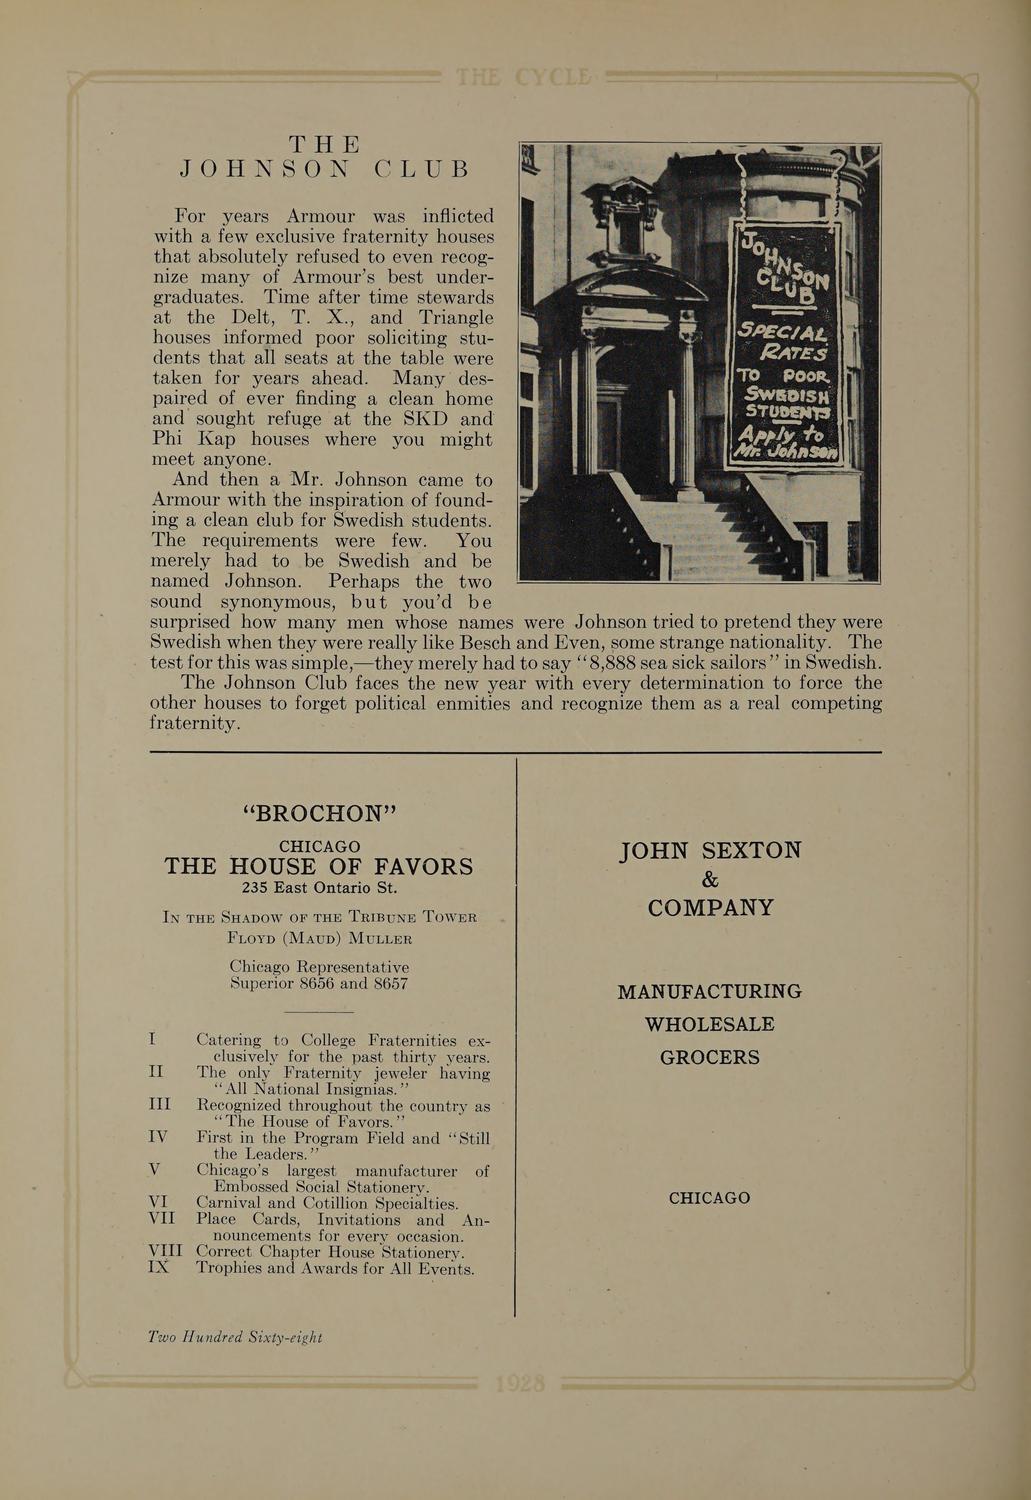 THE CYCLE
THE
JOHNSON CLUB
For years Armour was inflicted
with a few exclusive fraternity houses
that absolutely refused to even recog-
nize many of Armour's best under-
graduates. Time after time stewards
at the Delt, T. X., and Triangle
houses informed poor soliciting stu-
dents that all seats at the table were
taken for years ahead. Many des-
paired of ever finding a clean home
and sought refuge at the SKD and
Phi Kap houses where you might
meet anyone.
And then a Mr. Johnson came to
Armour with the inspiration of found-
ing a clean club for Swedish students.
The requirements were few. You
merely had to be Swedish and be
named Johnson. Perhaps the two
sound synonymous, but you'd be
surprised how many men whose names were Johnson tried to pretend they were
Swedish when they were really like Besch and Even, some strange nationality. The
test for this was simple,—they merely had to say “8,888 sea sick sailors” in Swedish.
The Johnson Club faces the new year with every determination to force the
other houses to forget political enmities and recognize them as a real competing
fraternity.
JOHNSON
CLUB
SPECIAL
RATES
TO POOR
SWEDISH
STUDENTS
Apply to
Mr. Johnson
“BROCHON”
CHICAGO
THE HOUSE OF FAVORS
235 East Ontario St.
IN THE SHADOW OF THE TRIBUNE TOWER
FLOYD (MAUD) MULLER
Chicago Representative
Superior 8656 and 8657
I Catering to College Fraternities ex-
clusively for the past thirty years.
II The only Fraternity jeweler having
“All National Insignias.”
III Recognized throughout the country as
“The House of Favors.”
IV First in the Program Field and “Still
the Leaders.”
V Chicago's largest manufacturer of
Embossed Social Stationery.
VI Carnival and Cotillion Specialties.
VII Place Cards, Invitations and An-
nouncements for every occasion.
VIII Correct Chapter House Stationery.
IX Trophies and Awards for All Events.
JOHN SEXTON
&
COMPANY
MANUFACTURING
WHOLESALE
GROCERS
CHICAGO
Two Hundred Sixty-eight
1928